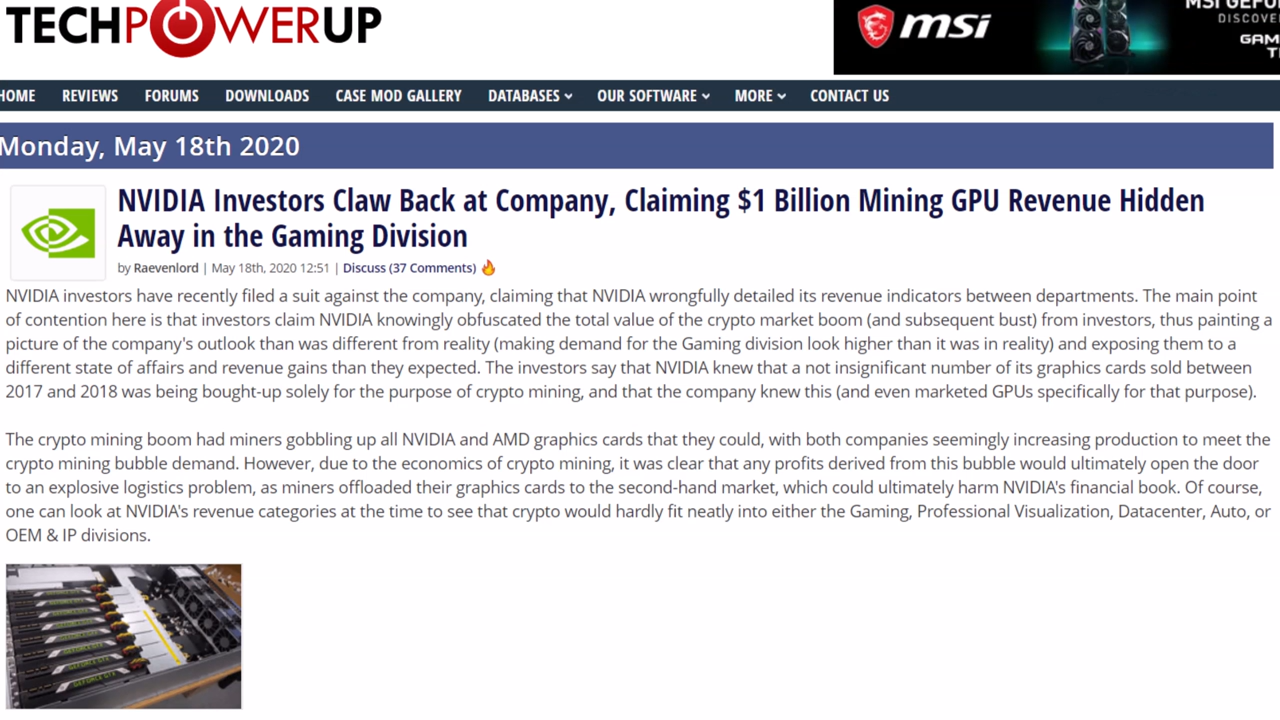 TECHPOWERUP
msi
DISCOVE
HOME
REVIEWS
FORUMS
DOWNLOADS
CASE MOD GALLERY
DATABASES
OUR SOFTWARE
MORE
CONTACT US
Monday, May 18th 2020
NVIDIA Investors Claw Back at Company, Claiming $1 Billion Mining GPU Revenue Hidden
Away in the Gaming Division
by Raevenlord | May 18th, 2020 12:51 | Discuss (37 Comments)
NVIDIA investors have recently filed a suit against the company, claiming that NVIDIA wrongfully detailed its revenue indicators between departments. The main point
of contention here is that investors claim NVIDIA knowingly obfuscated the total value of the crypto market boom (and subsequent bust) from investors, thus painting a
picture of the company's outlook than was different from reality (making demand for the Gaming division look higher than it was in reality) and exposing them to a
different state of affairs and revenue gains than they expected. The investors say that NVIDIA knew that a not insignificant number of its graphics cards sold between
2017 and 2018 was being bought-up solely for the purpose of crypto mining, and that the company knew this (and even marketed GPUs specifically for that purpose).
The crypto mining boom had miners gobbling up all NVIDIA and AMD graphics cards that they could, with both companies seemingly increasing production to meet the
crypto mining bubble demand. However, due to the economics of crypto mining, it was clear that any profits derived from this bubble would ultimately open the door
to an explosive logistics problem, as miners offloaded their graphics cards to the second-hand market, which could ultimately harm NVIDIA's financial book. Of course,
one can look at NVIDIA's revenue categories at the time to see that crypto would hardly fit neatly into either the Gaming, Professional Visualization, Datacenter, Auto, or
OEM & IP divisions.
GEFORCE GTX